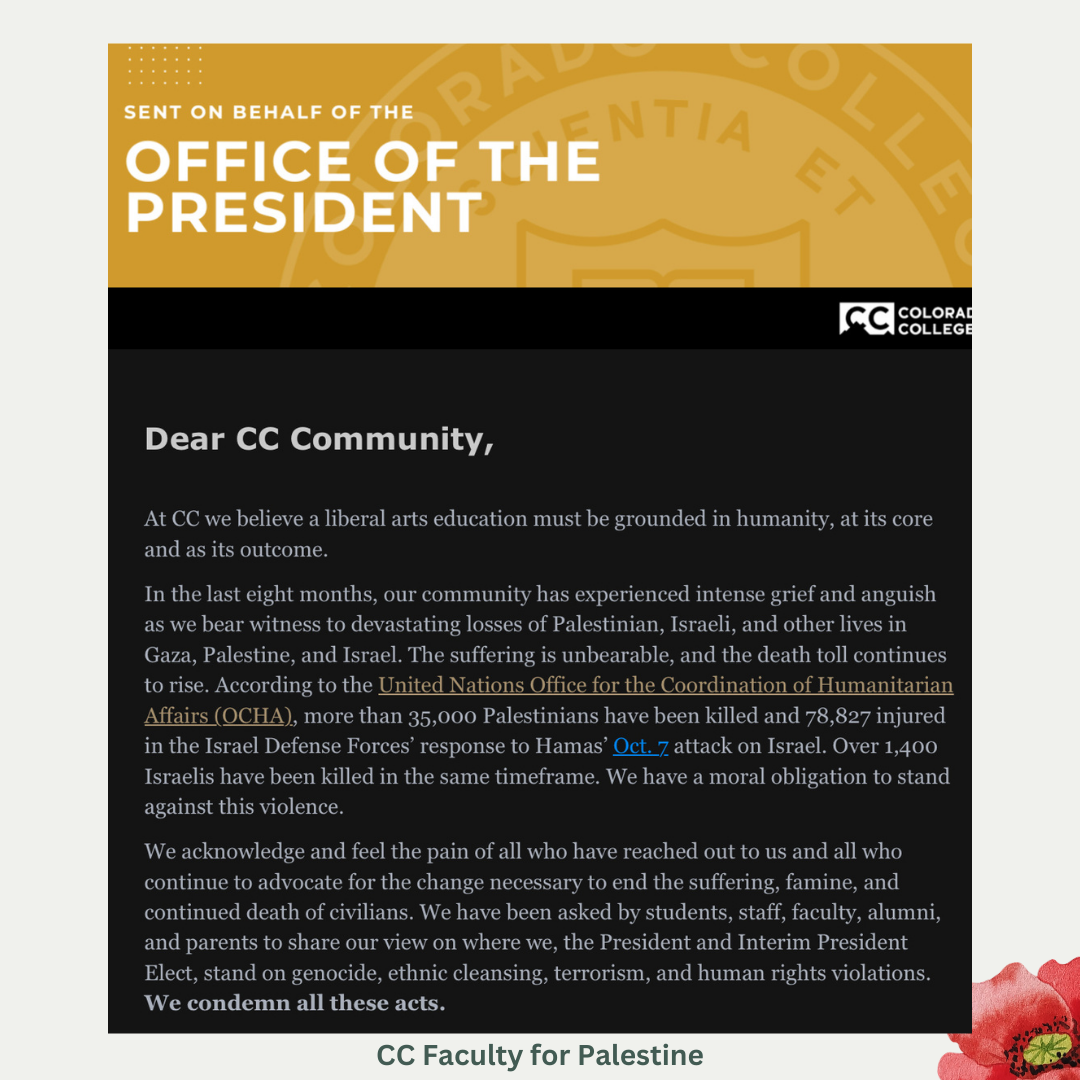 SENT ON BEHALF OF THE
OFFICE OF THE
PRESIDENT
COLORADO COLLEGE
SCIENTIA ET
CC COLORAD
COLLEGE
Dear CC Community,
At CC we believe a liberal arts education must be grounded in humanity, at its core
and as its outcome.
In the last eight months, our community has experienced intense grief and anguish
as we bear witness to devastating losses of Palestinian, Israeli, and other lives in
Gaza, Palestine, and Israel. The suffering is unbearable, and the death toll continues
to rise. According to the United Nations Office for the Coordination of Humanitarian
Affairs (OCHA), more than 35,000 Palestinians have been killed and 78,827 injured
in the Israel Defense Forces’ response to Hamas’ Oct. 7 attack on Israel. Over 1,400
Israelis have been killed in the same timeframe. We have a moral obligation to stand
against this violence.
We acknowledge and feel the pain of all who have reached out to us and all who
continue to advocate for the change necessary to end the suffering, famine, and
continued death of civilians. We have been asked by students, staff, faculty, alumni,
and parents to share our view on where we, the President and Interim President
Elect, stand on genocide, ethnic cleansing, terrorism, and human rights violations.
We condemn all these acts.
CC Faculty for Palestine